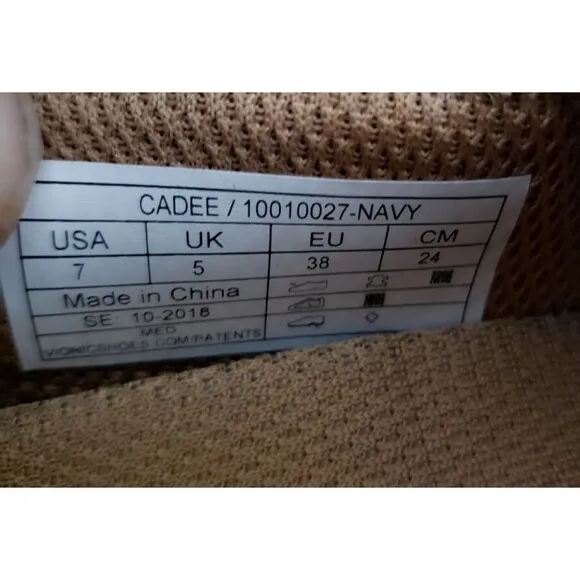 CADEE / 10010027-NAVY
USA UK EU CM
7 5 38 24
Made in China
SE: 10-2018
MED
VIONICSHOES.COM/PATENTS